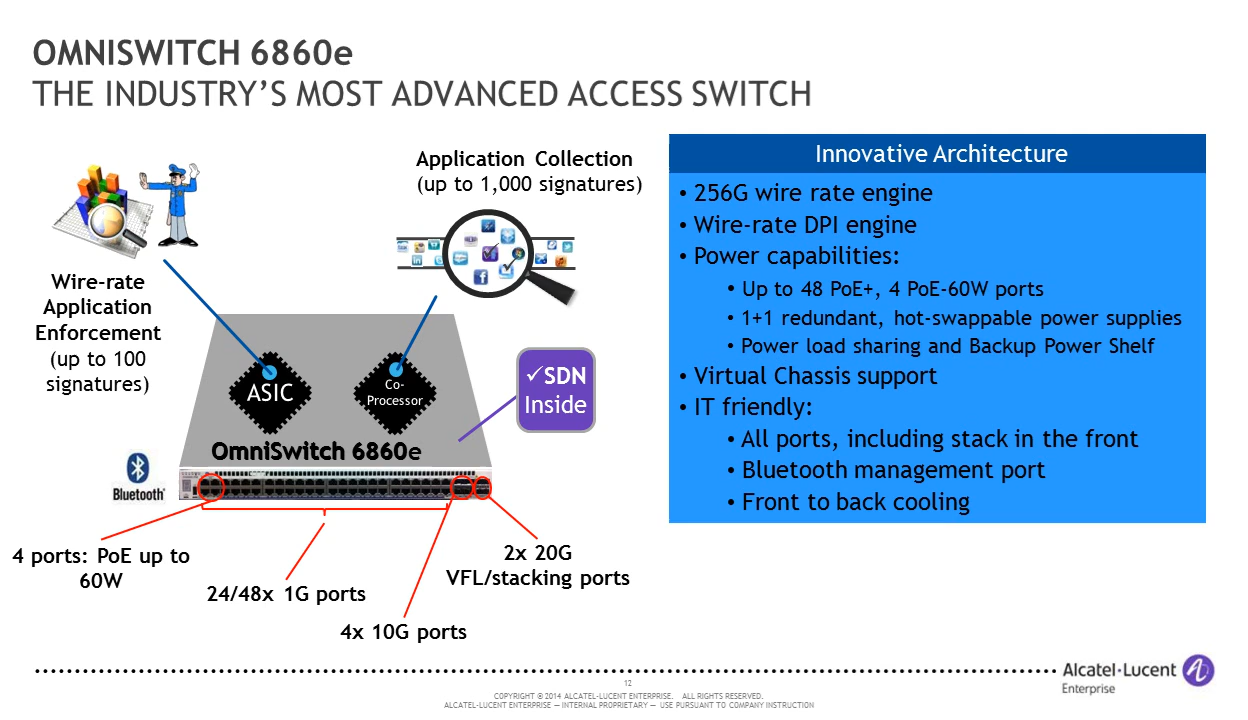 OMNISWITCH 6860e
THE INDUSTRY'S MOST ADVANCED ACCESS SWITCH
Application Collection
(up to 1,000 signatures)
Wire-rate
Application
Enforcement
(up to 100
signatures)
ASIC
Co-
Processor
✓SDN
Inside
OmniSwitch 6860e
Bluetooth
4 ports: PoE up to
60W
24/48x 1G ports
4x 10G ports
2x 20G
VFL/stacking ports
Innovative Architecture
• 256G wire rate engine
• Wire-rate DPI engine
• Power capabilities:
• Up to 48 PoE+, 4 PoE-60W ports
• 1+1 redundant, hot-swappable power supplies
• Power load sharing and Backup Power Shelf
• Virtual Chassis support
• IT friendly:
• All ports, including stack in the front
• Bluetooth management port
• Front to back cooling
12
COPYRIGHT © 2014 ALCATEL-LUCENT ENTERPRISE. ALL RIGHTS RESERVED.
ALCATEL-LUCENT ENTERPRISE — INTERNAL PROPRIETARY — USE PURSUANT TO COMPANY INSTRUCTION
Alcatel·Lucent
Enterprise